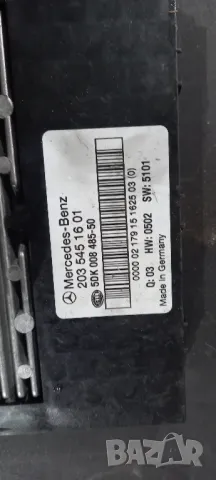 Mercedes-Benz
203 545 16 01
5DK 008 485-50
0000 02 179 15 1625 03 (0)
Q: 03 HW: 0502 SW: 5101
Made in Germany
bazar.bg